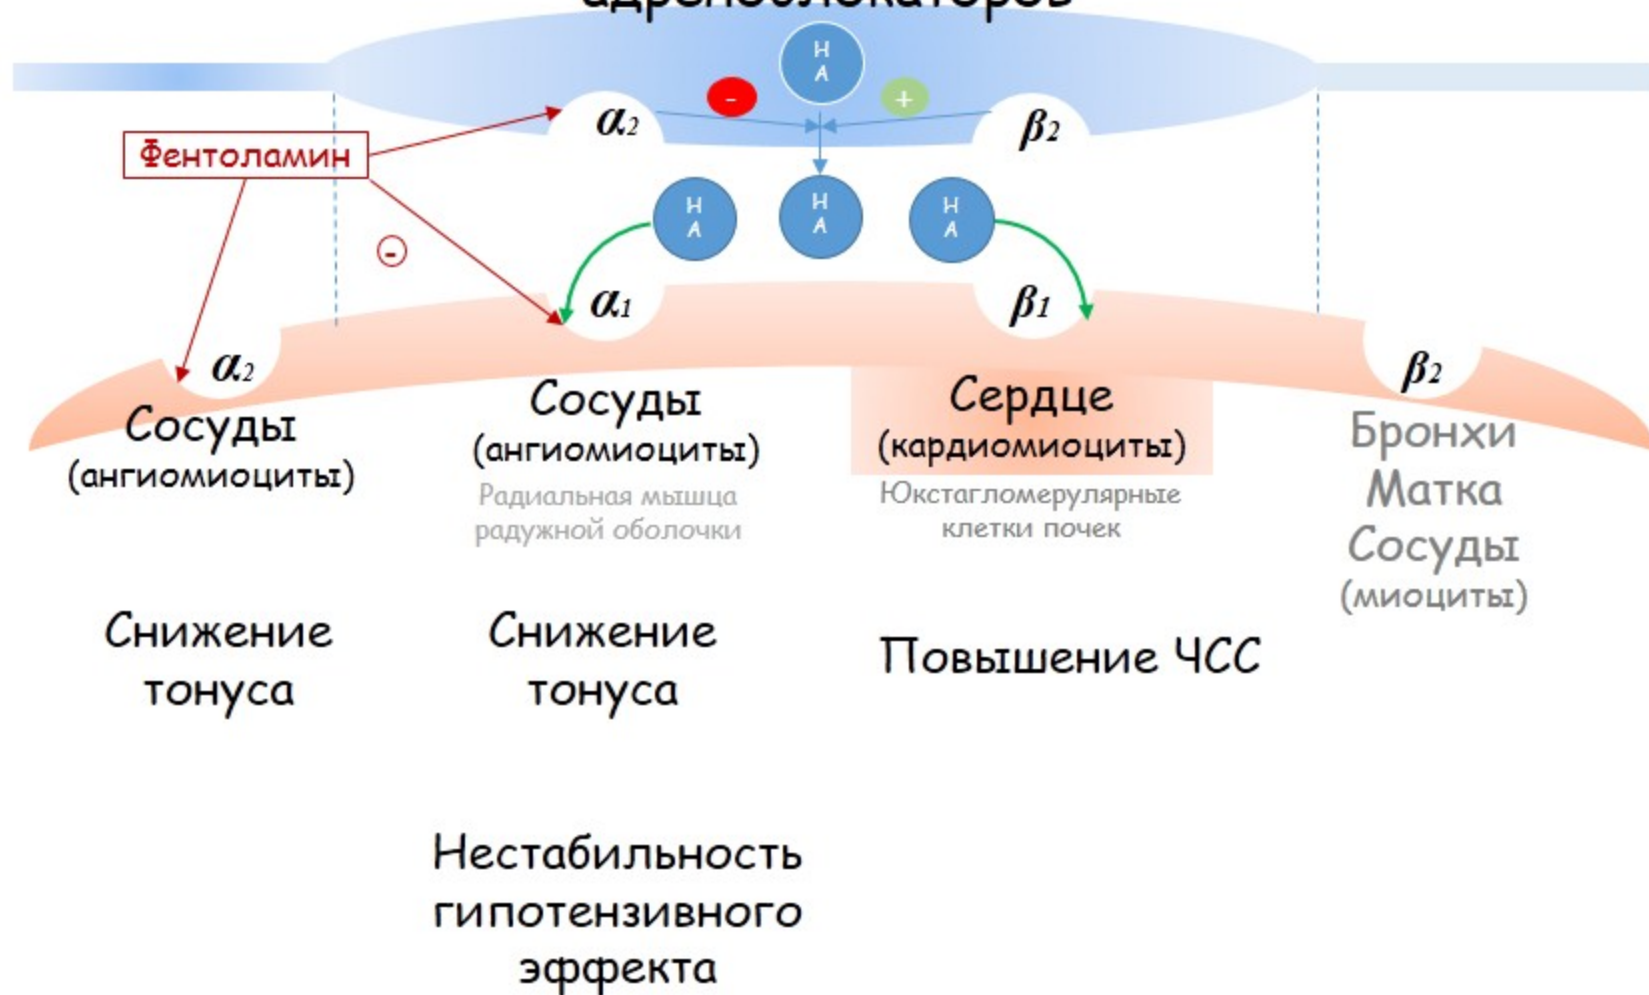 адреноблокаторов
Н
А
-
+
α2
β2
Фентоламин
Н
А
Н
А
Н
А
-
α1
β1
α2
β2
Сосуды
(ангиомиоциты)
Сосуды
(ангиомиоциты)
Радиальная мышца
радужной оболочки
Сердце
(кардиомиоциты)
Юкстагломерулярные
клетки почек
Бронхи
Матка
Сосуды
(миоциты)
Снижение
тонуса
Снижение
тонуса
Повышение ЧСС
Нестабильность
гипотензивного
эффекта